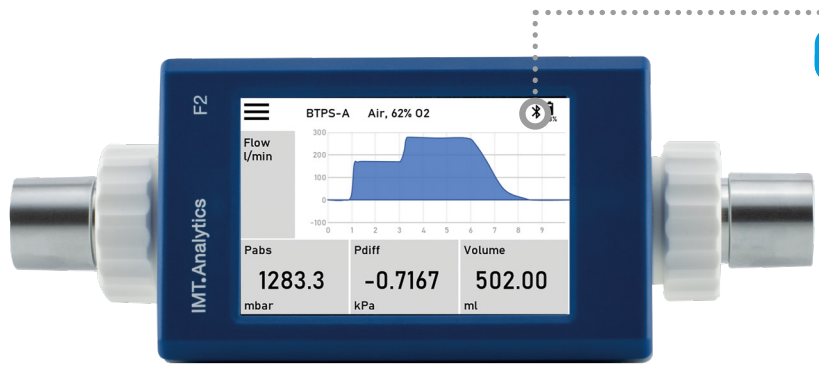 F2
IMT.Analytics
BTPS-A Air, 62% O2
Flow
l/min
300
200
100
0
-100
0 1 2 3 4 5 6 7 8 9
Pabs
1283.3
mbar
Pdiff
-0.7167
kPa
Volume
502.00
ml